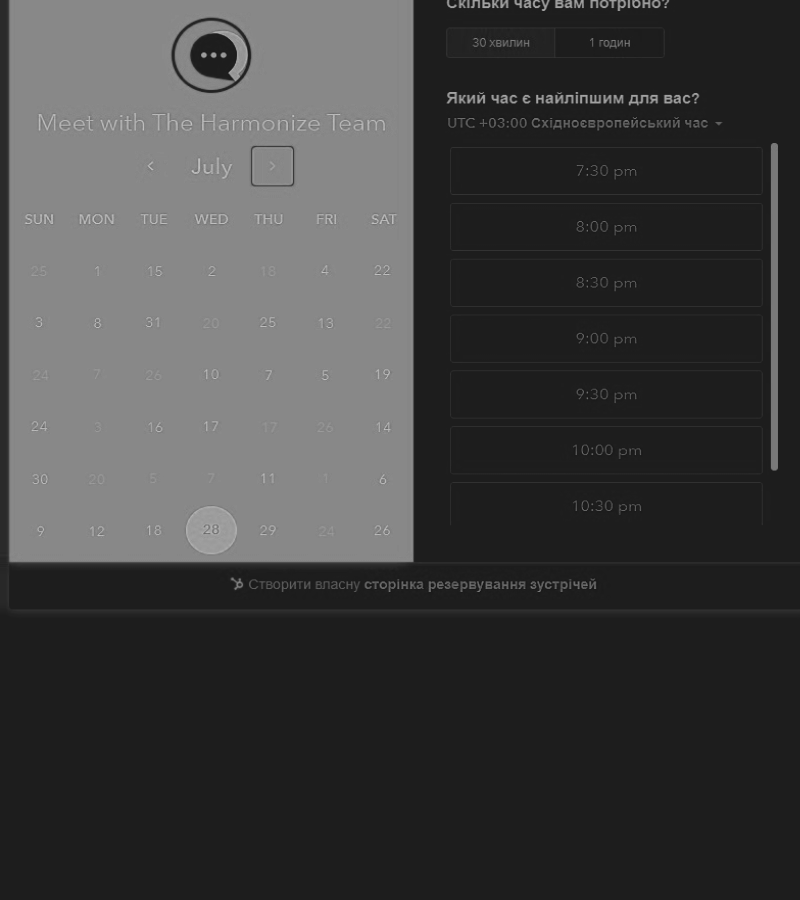 Meet with The Harmonize Team
July
SUN MON TUE WED THU FRI SAT
25 1 15 2 18 4 22
3 8 31 20 25 13 22
24 7 26 10 7 5 19
24 3 16 17 17 26 14
30 20 5 7 11 1 6
9 12 18 28 29 24 26
Скільки часу вам потрібно?
30 хвилин 1 годин
Який час є найліпшим для вас?
UTC +03:00 Східноєвропейський час
7:30 pm
8:00 pm
8:30 pm
9:00 pm
9:30 pm
10:00 pm
10:30 pm
Створити власну сторінка резервування зустрічей